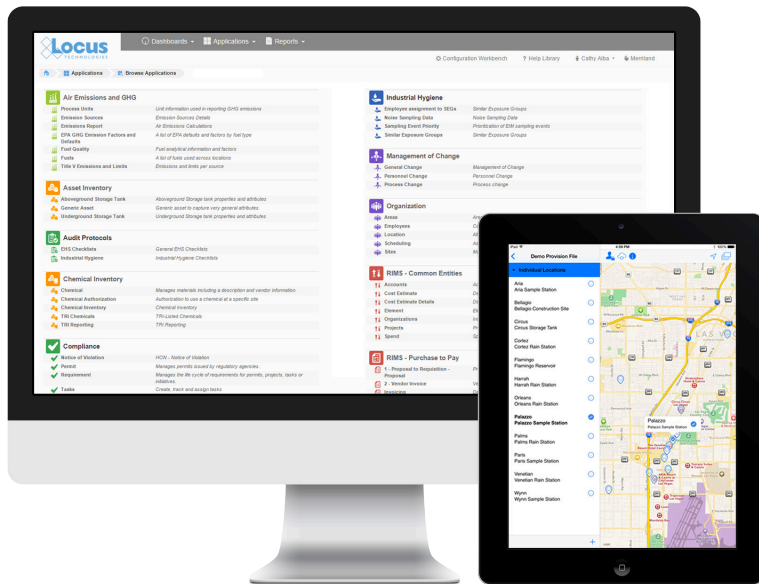 Locus
TECHNOLOGIES
Dashboards
Applications
Reports
Configuration Workbench
? Help Library
Cathy Alba
Merriland
Applications
Browse Applications
Air Emissions and GHG
Process Units Unit information used in reporting GHG emissions
Emission Sources Emission Sources Details
Emissions Report Air Emissions Calculations
EPA GHG Emission Factors and A list of EPA defaults and factors by fuel type
Defaults
Fuel Quality Fuel analytical information and factors
Fuels A list of fuels used across locations
Title V Emissions and Limits Emissions and limits per source
Asset Inventory
Aboveground Storage Tank Aboveground Storage tank properties and attributes.
Generic Asset Generic asset to capture very general attributes.
Underground Storage Tank Underground Storage tank properties and attributes.
Audit Protocols
EHS Checklists General EHS Checklists
Industrial Hygiene Industrial Hygiene Checklists
Chemical Inventory
Chemical Manages materials including a description and vendor information
Chemical Authorization Authorization to use a chemical at a specific site
Chemical Inventory Chemical Inventory
TRI Chemicals TRI-Listed Chemicals
TRI Reporting TRI Reporting
Compliance
Notice of Violation HCW - Notice of Violation
Permit Manages permits issued by regulatory agencies.
Requirement Manages the life cycle of requirements for permits, projects, tasks or
initiatives.
Tasks Create, track and assign tasks
Industrial Hygiene
Employee assignment to SEGs Similar Exposure Groups
Noise Sampling Data Noise Sampling Data
Sampling Event Priority Prioritization of EIM sampling events
Similar Exposure Groups Similar Exposure Groups
Management of Change
General Change Management of Change
Personnel Change Personnel Change
Process Change Process change
Organization
Areas
Employees
Location
Scheduling
Sites
RIMS - Common Entities
Accounts
Cost Estimate
Cost Estimate Details
Element
Organizations
Projects
Spend
RIMS - Purchase to Pay
1 - Proposal to Requisition -
Proposal
2 - Vendor Invoice
Invoicing
iPad
4:08 PM
100%
Demo Provision File
Individual Locations
Aria
Aria Sample Station
Bellagio
Bellagio Construction Site
Circus
Circus Storage Tank
Cortez
Cortez Rain Station
Flamingo
Flamingo Reservoir
Harrah
Harrah Rain Station
Orleans
Orleans Rain Station
Palazzo
Palazzo Sample Station
Palms
Palms Rain Station
Paris
Paris Sample Station
Venetian
Venetian Rain Station
Wynn
Wynn Sample Station
LAS V
Palazzo
Palazzo Sample Station